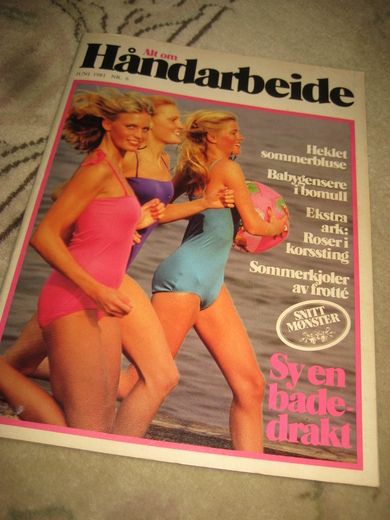 Alt om
Håndarbeide
JUNI 1981 NR. 6
Heklet
sommerbluse
Babygensere
i bomull
Ekstra
ark:
Roser i
korssting
Sommerkjoler
av frotté
SNITT
MØNSTER
Sy en
bade-
drakt